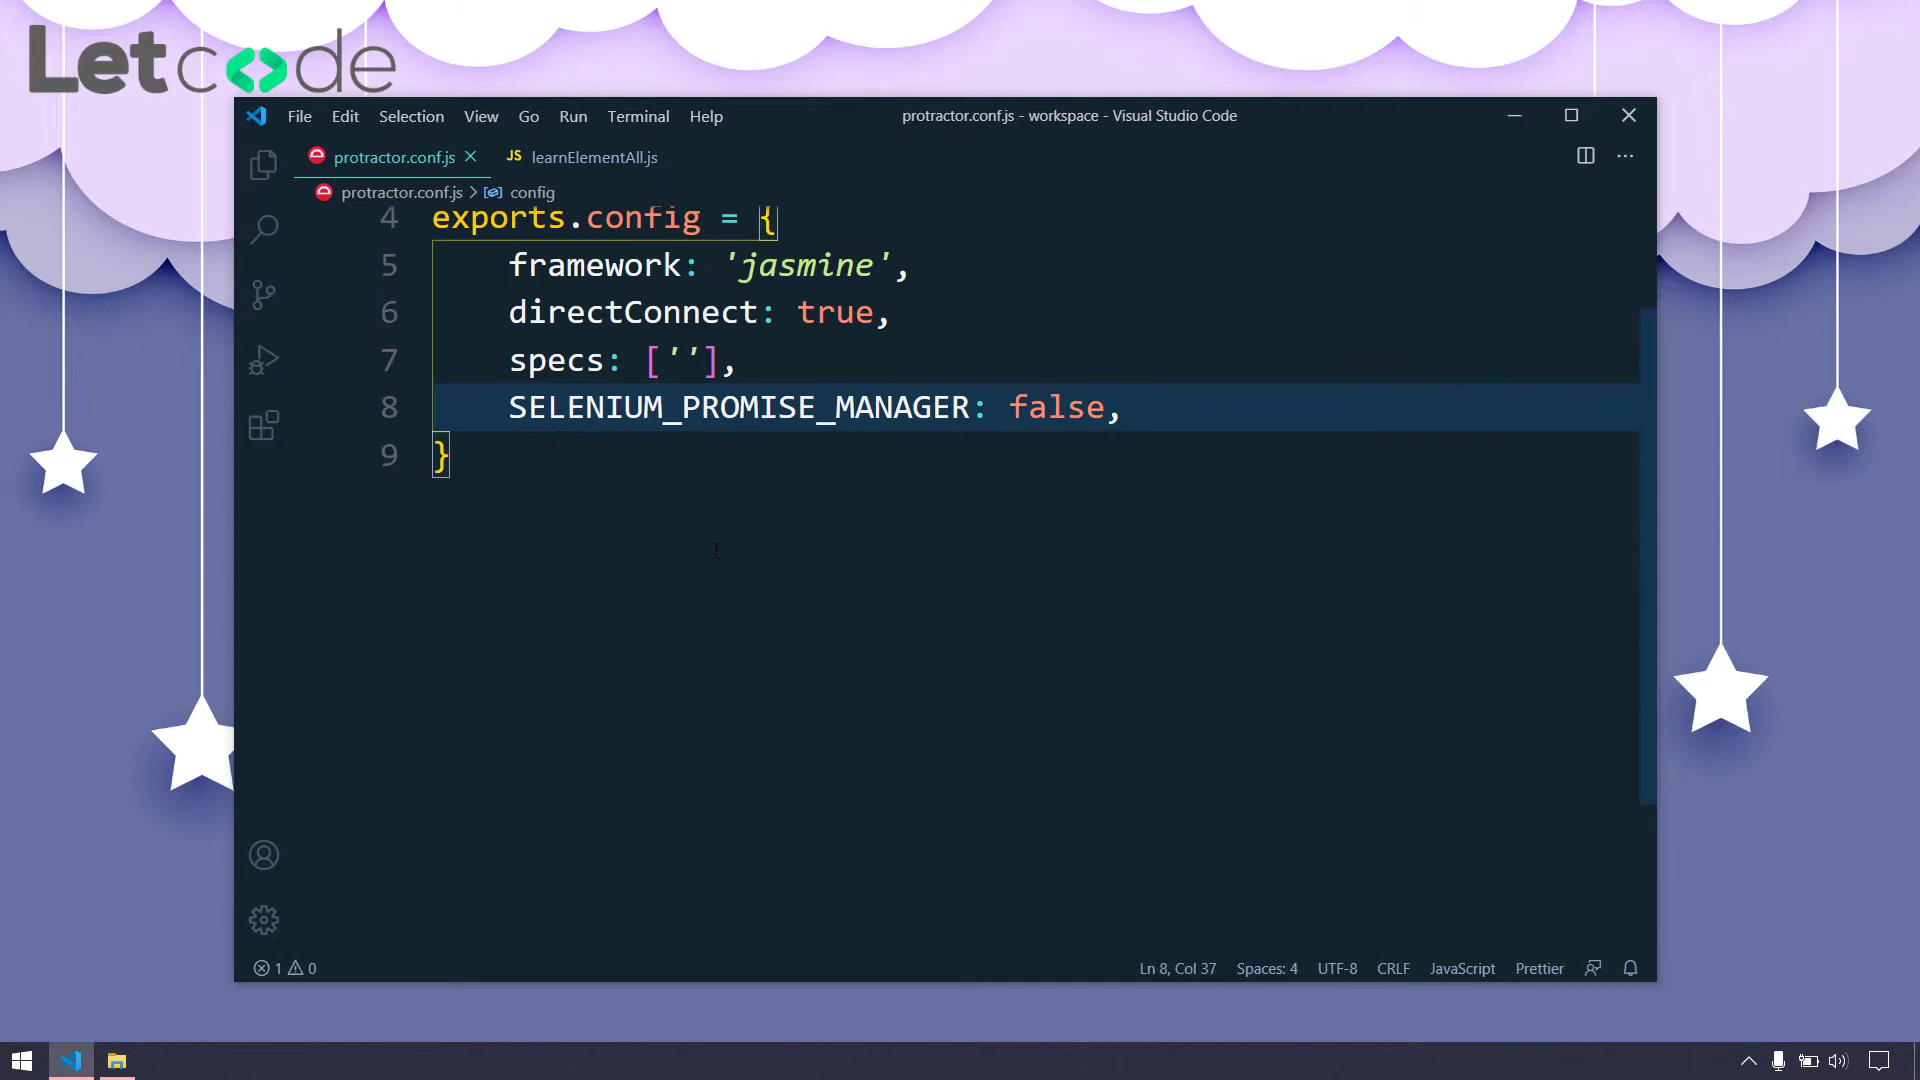 Letcode
File Edit Selection View Go Run Terminal Help protractor.conf.js - workspace - Visual Studio Code
protractor.conf.js JS learnElementAll.js
protractor.conf.js > config
4 exports.config = {
5 framework: 'jasmine',
6 directConnect: true,
7 specs: [''],
8 SELENIUM_PROMISE_MANAGER: false,
9 }
1 0 Ln 8, Col 37 Spaces: 4 UTF-8 CRLF JavaScript Prettier